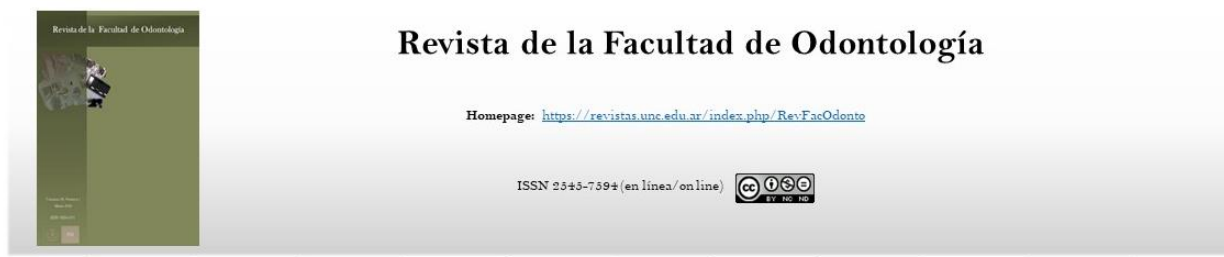 Revista de la Facultad de Odontología
Revista de la Facultad de Odontología
Homepage: https://revistas.unc.edu.ar/index.php/RevFacOdonto
ISSN 2545-7594 (en línea/on line)
cc BY NC ND